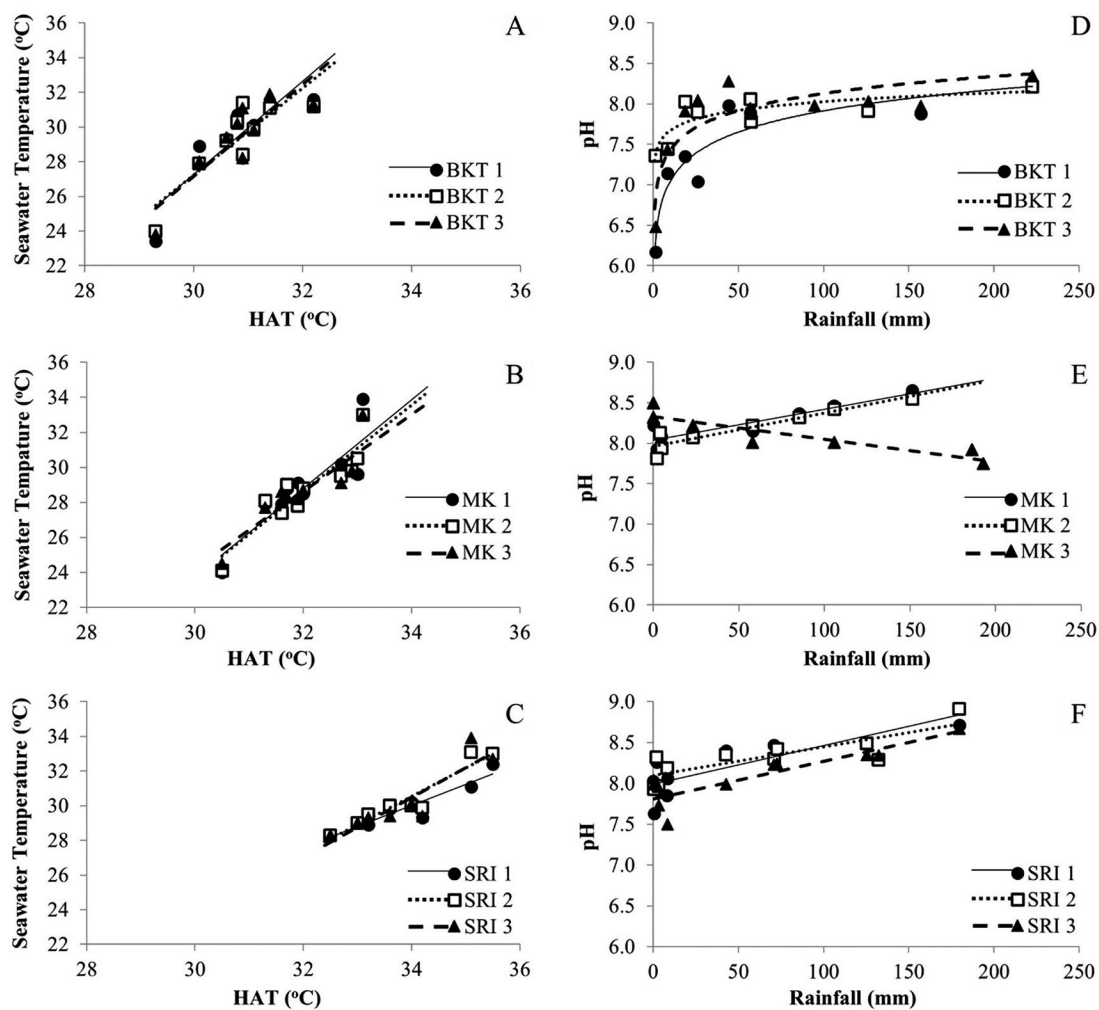 A
Seawater Temperature (oC)
36
34
32
30
28
26
24
22
BKT 1
BKT 2
BKT 3
28
30
32
34
36
HAT (oC)
D
pH
9.0
8.5
8.0
7.5
7.0
6.5
6.0
BKT 1
BKT 2
BKT 3
0
50
100
150
200
250
Rainfall (mm)
B
Seawater Tempature (oC)
36
34
32
30
28
26
24
22
MK 1
MK 2
MK 3
28
30
32
34
36
HAT (oC)
E
pH
9.0
8.5
8.0
7.5
7.0
6.5
6.0
MK 1
MK 2
MK 3
0
50
100
150
200
250
Rainfall (mm)
C
Seawater Temperature (oC)
36
34
32
30
28
26
24
22
SRI 1
SRI 2
SRI 3
28
30
32
34
36
HAT (oC)
F
pH
9.0
8.5
8.0
7.5
7.0
6.5
6.0
SRI 1
SRI 2
SRI 3
0
50
100
150
200
250
Rainfall (mm)